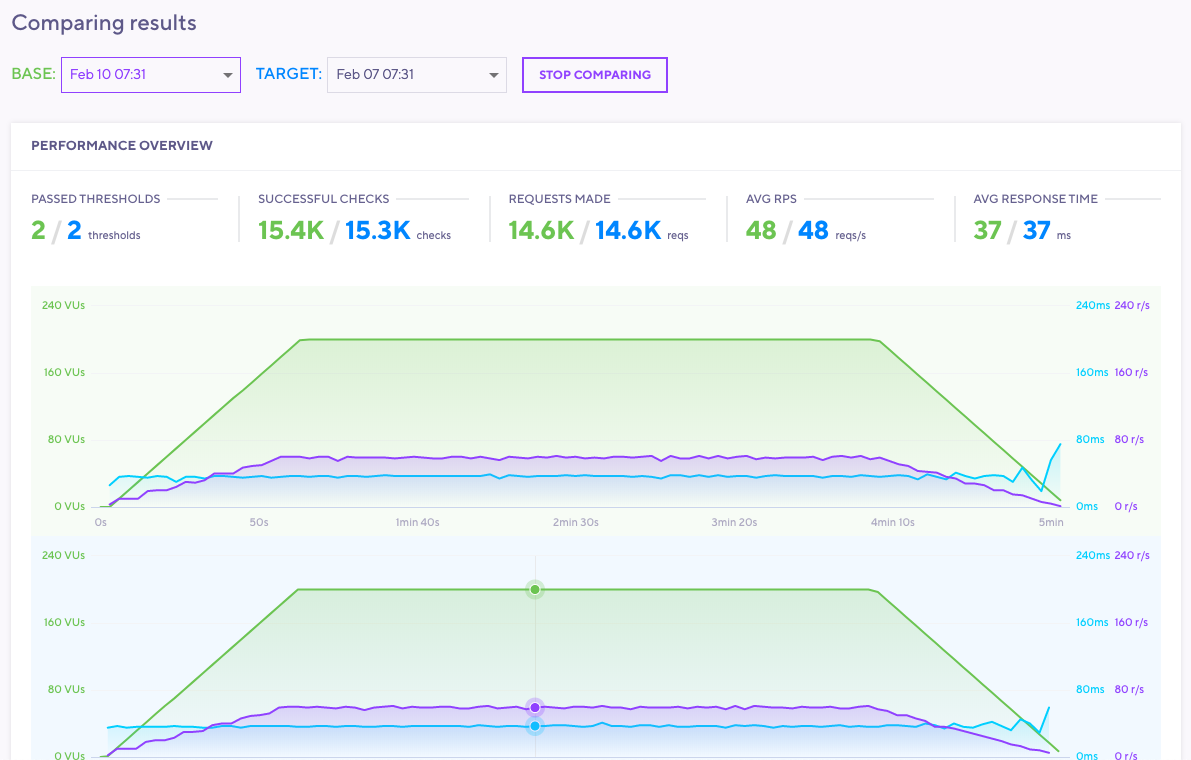 Comparing results
BASE: Feb 10 07:31 TARGET: Feb 07 07:31 STOP COMPARING
PERFORMANCE OVERVIEW
PASSED THRESHOLDS SUCCESSFUL CHECKS REQUESTS MADE AVG RPS AVG RESPONSE TIME
2 / 2 thresholds 15.4K / 15.3K checks 14.6K / 14.6K reqs 48 / 48 reqs/s 37 / 37 ms
240 VUs 240ms 240 r/s
160 VUs 160ms 160 r/s
80 VUs 80ms 80 r/s
0 VUs 0ms 0 r/s
0s 50s 1min 40s 2min 30s 3min 20s 4min 10s 5min
240 VUs 240ms 240 r/s
160 VUs 160ms 160 r/s
80 VUs 80ms 80 r/s
0 VUs 0ms 0 r/s